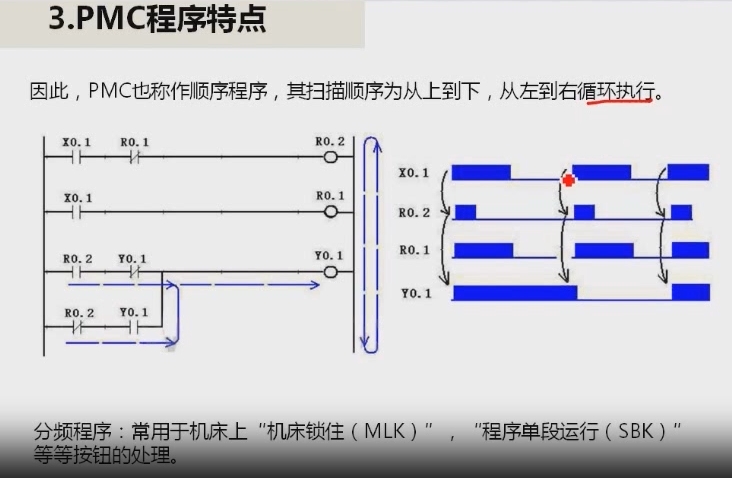 3.PMC程序特点
因此，PMC也称作顺序程序，其扫描顺序为从上到下，从左到右循环执行。
X0.1 R0.1 R0.2
X0.1 R0.1
R0.2 Y0.1 Y0.1
R0.2 Y0.1
X0.1
R0.2
R0.1
Y0.1
分频程序：常用于机床上“机床锁住（MLK）”，“程序单段运行（SBK）“
等等按钮的处理。